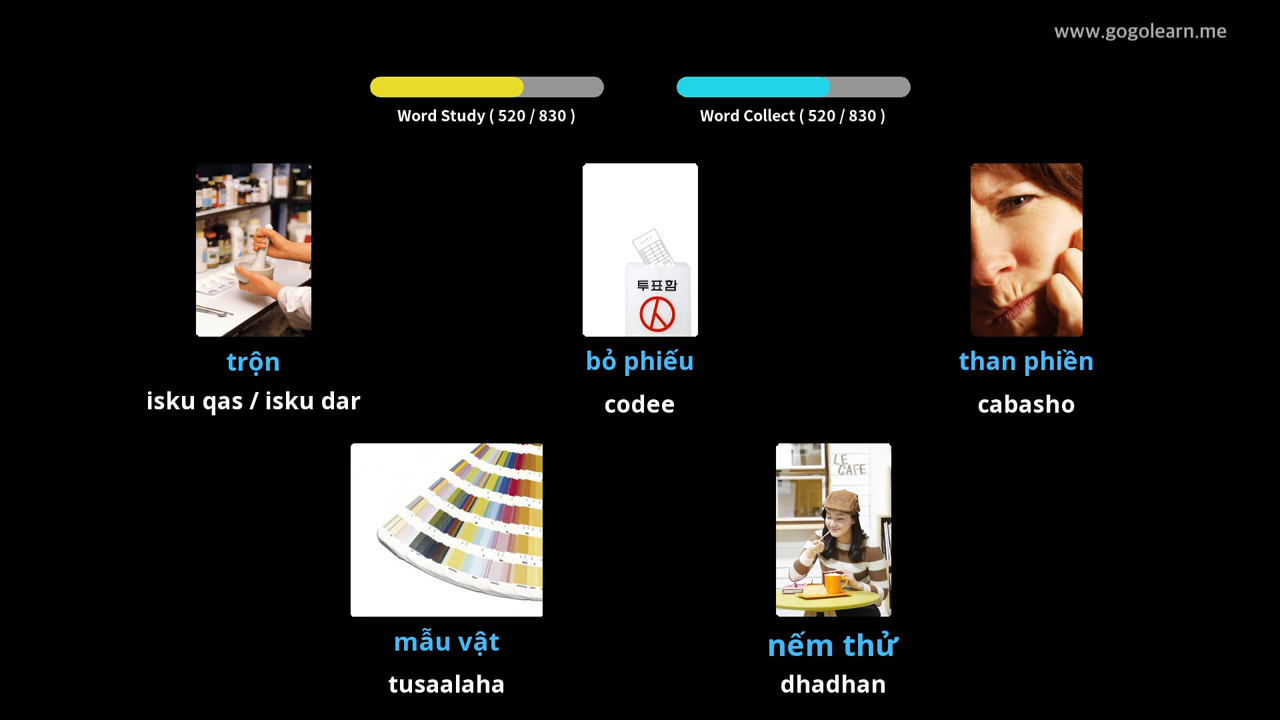 www.gogolearn.me
Word Study ( 520 / 830 )
Word Collect ( 520 / 830 )
투표함
trộn
isku qas / isku dar
bỏ phiếu
codee
than phiền
cabasho
LE CAFE
mẫu vật
tusaalaha
nếm thử
dhadhan